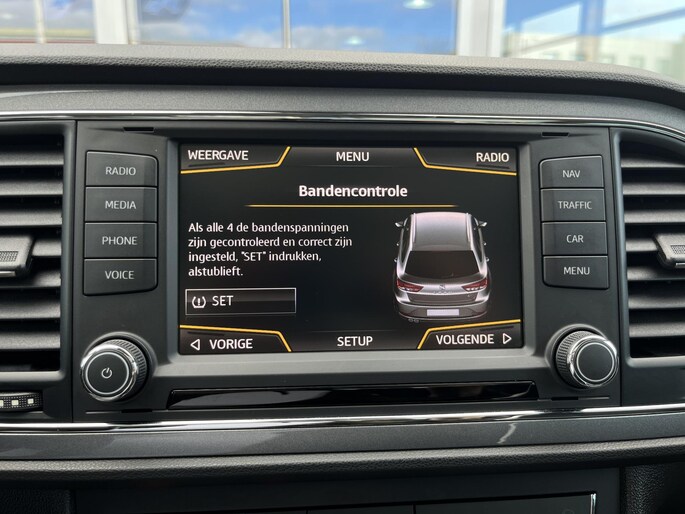 WEERGAVE MENU RADIO
Bandencontrole
Als alle 4 de bandenspanningen
zijn gecontroleerd en correct zijn
ingesteld, "SET" indrukken,
alstublieft.
SET
VORIGE SETUP VOLGENDE
RADIO
MEDIA
PHONE
VOICE
NAV
TRAFFIC
CAR
MENU